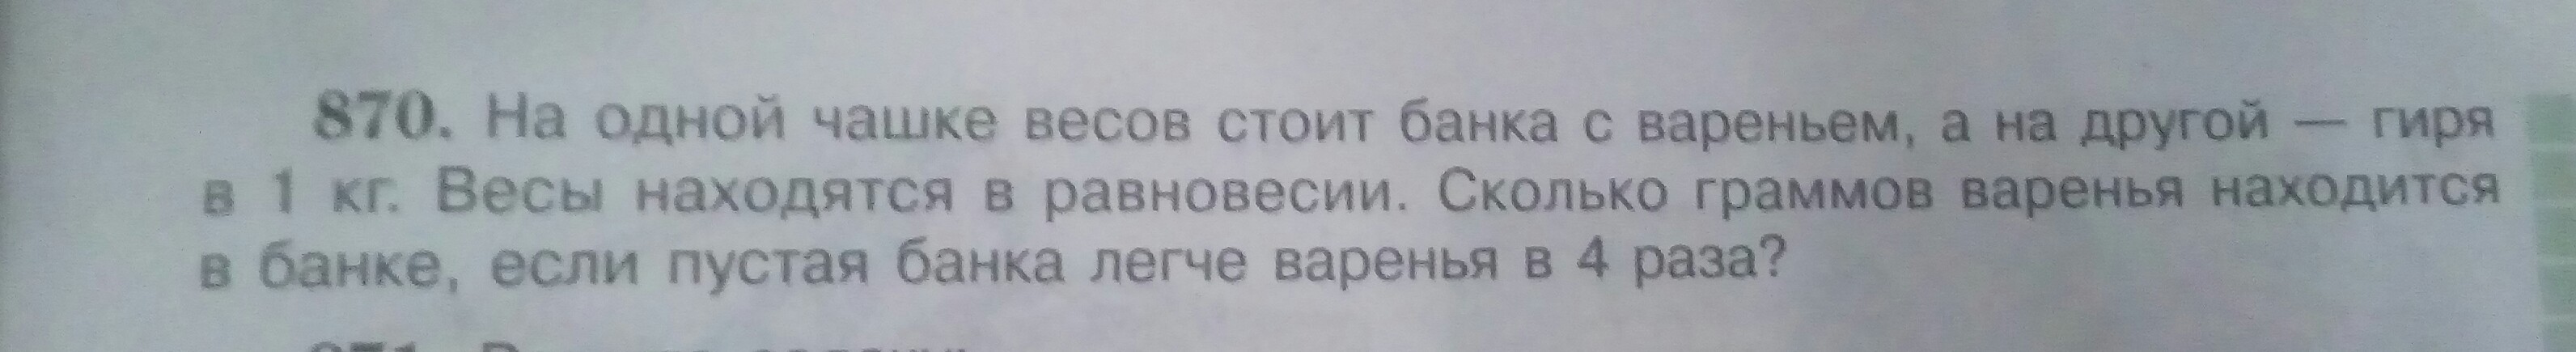 870. На одной чашке весов стоит банка с вареньем, а на другой — гиря
в 1 кг. Весы находятся в равновесии. Сколько граммов варенья находится
в банке, если пустая банка легче варенья в 4 раза?